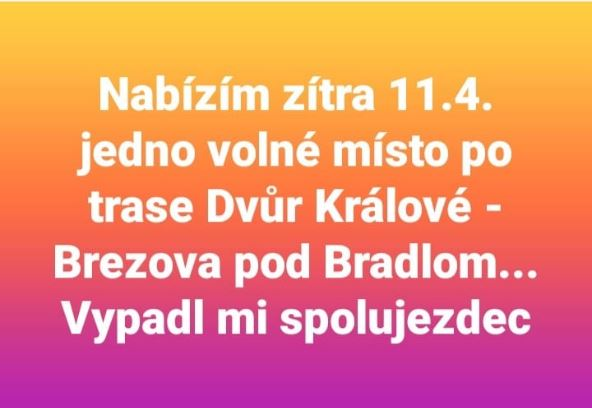 Nabízím zítra 11.4.
jedno volné místo po
trase Dvůr Králové -
Brezova pod Bradlom...
Vypadl mi spolujezdec